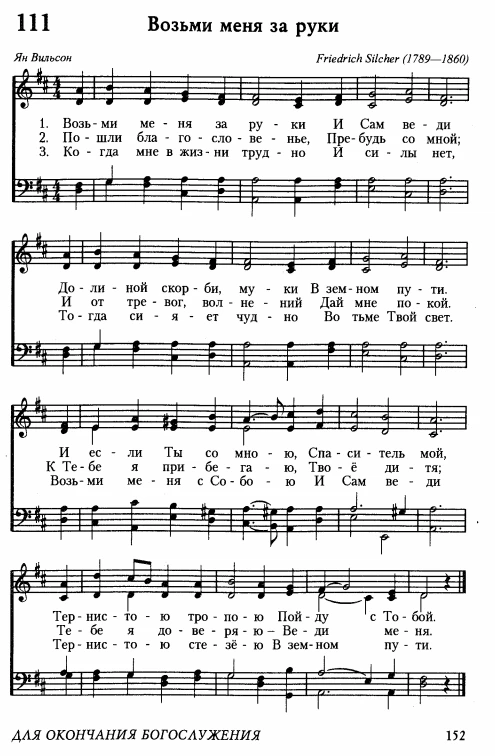 111 Возьми меня за руки
Ян Вильсон Friedrich Silcher (1789—1860)
1. Возь - ми ме - ня за ру - ки И Сам ве - ди
2. По - шли бла - го - сло - ве - нье, Пре - будь со мной;
3. Ко - гда мне в жиз - ни труд - но И си - лы нет,
До - ли - ной скор - би, му - ки В зем - ном пу - ти.
И от тре - вог, вол - не - ний Дай мне по - кой.
То - гда си - я - ет чуд - но Во тьме Твой свет.
И ес - ли Ты со мно - ю, Спа - си - тель мой,
К Те - бе я при - бе - га - ю, Тво - ё ди - тя;
Возь - ми ме - ня с Со - бо - ю И Сам ве - ди
Тер - нис - то - ю тро - по - ю Пой - ду с То - бой.
Те - бе я до - ве - ря - ю – Ве - ди ме - ня.
Тер - нис - то - ю сте - зё - ю В зем - ном пу - ти.
ДЛЯ ОКОНЧАНИЯ БОГОСЛУЖЕНИЯ 152